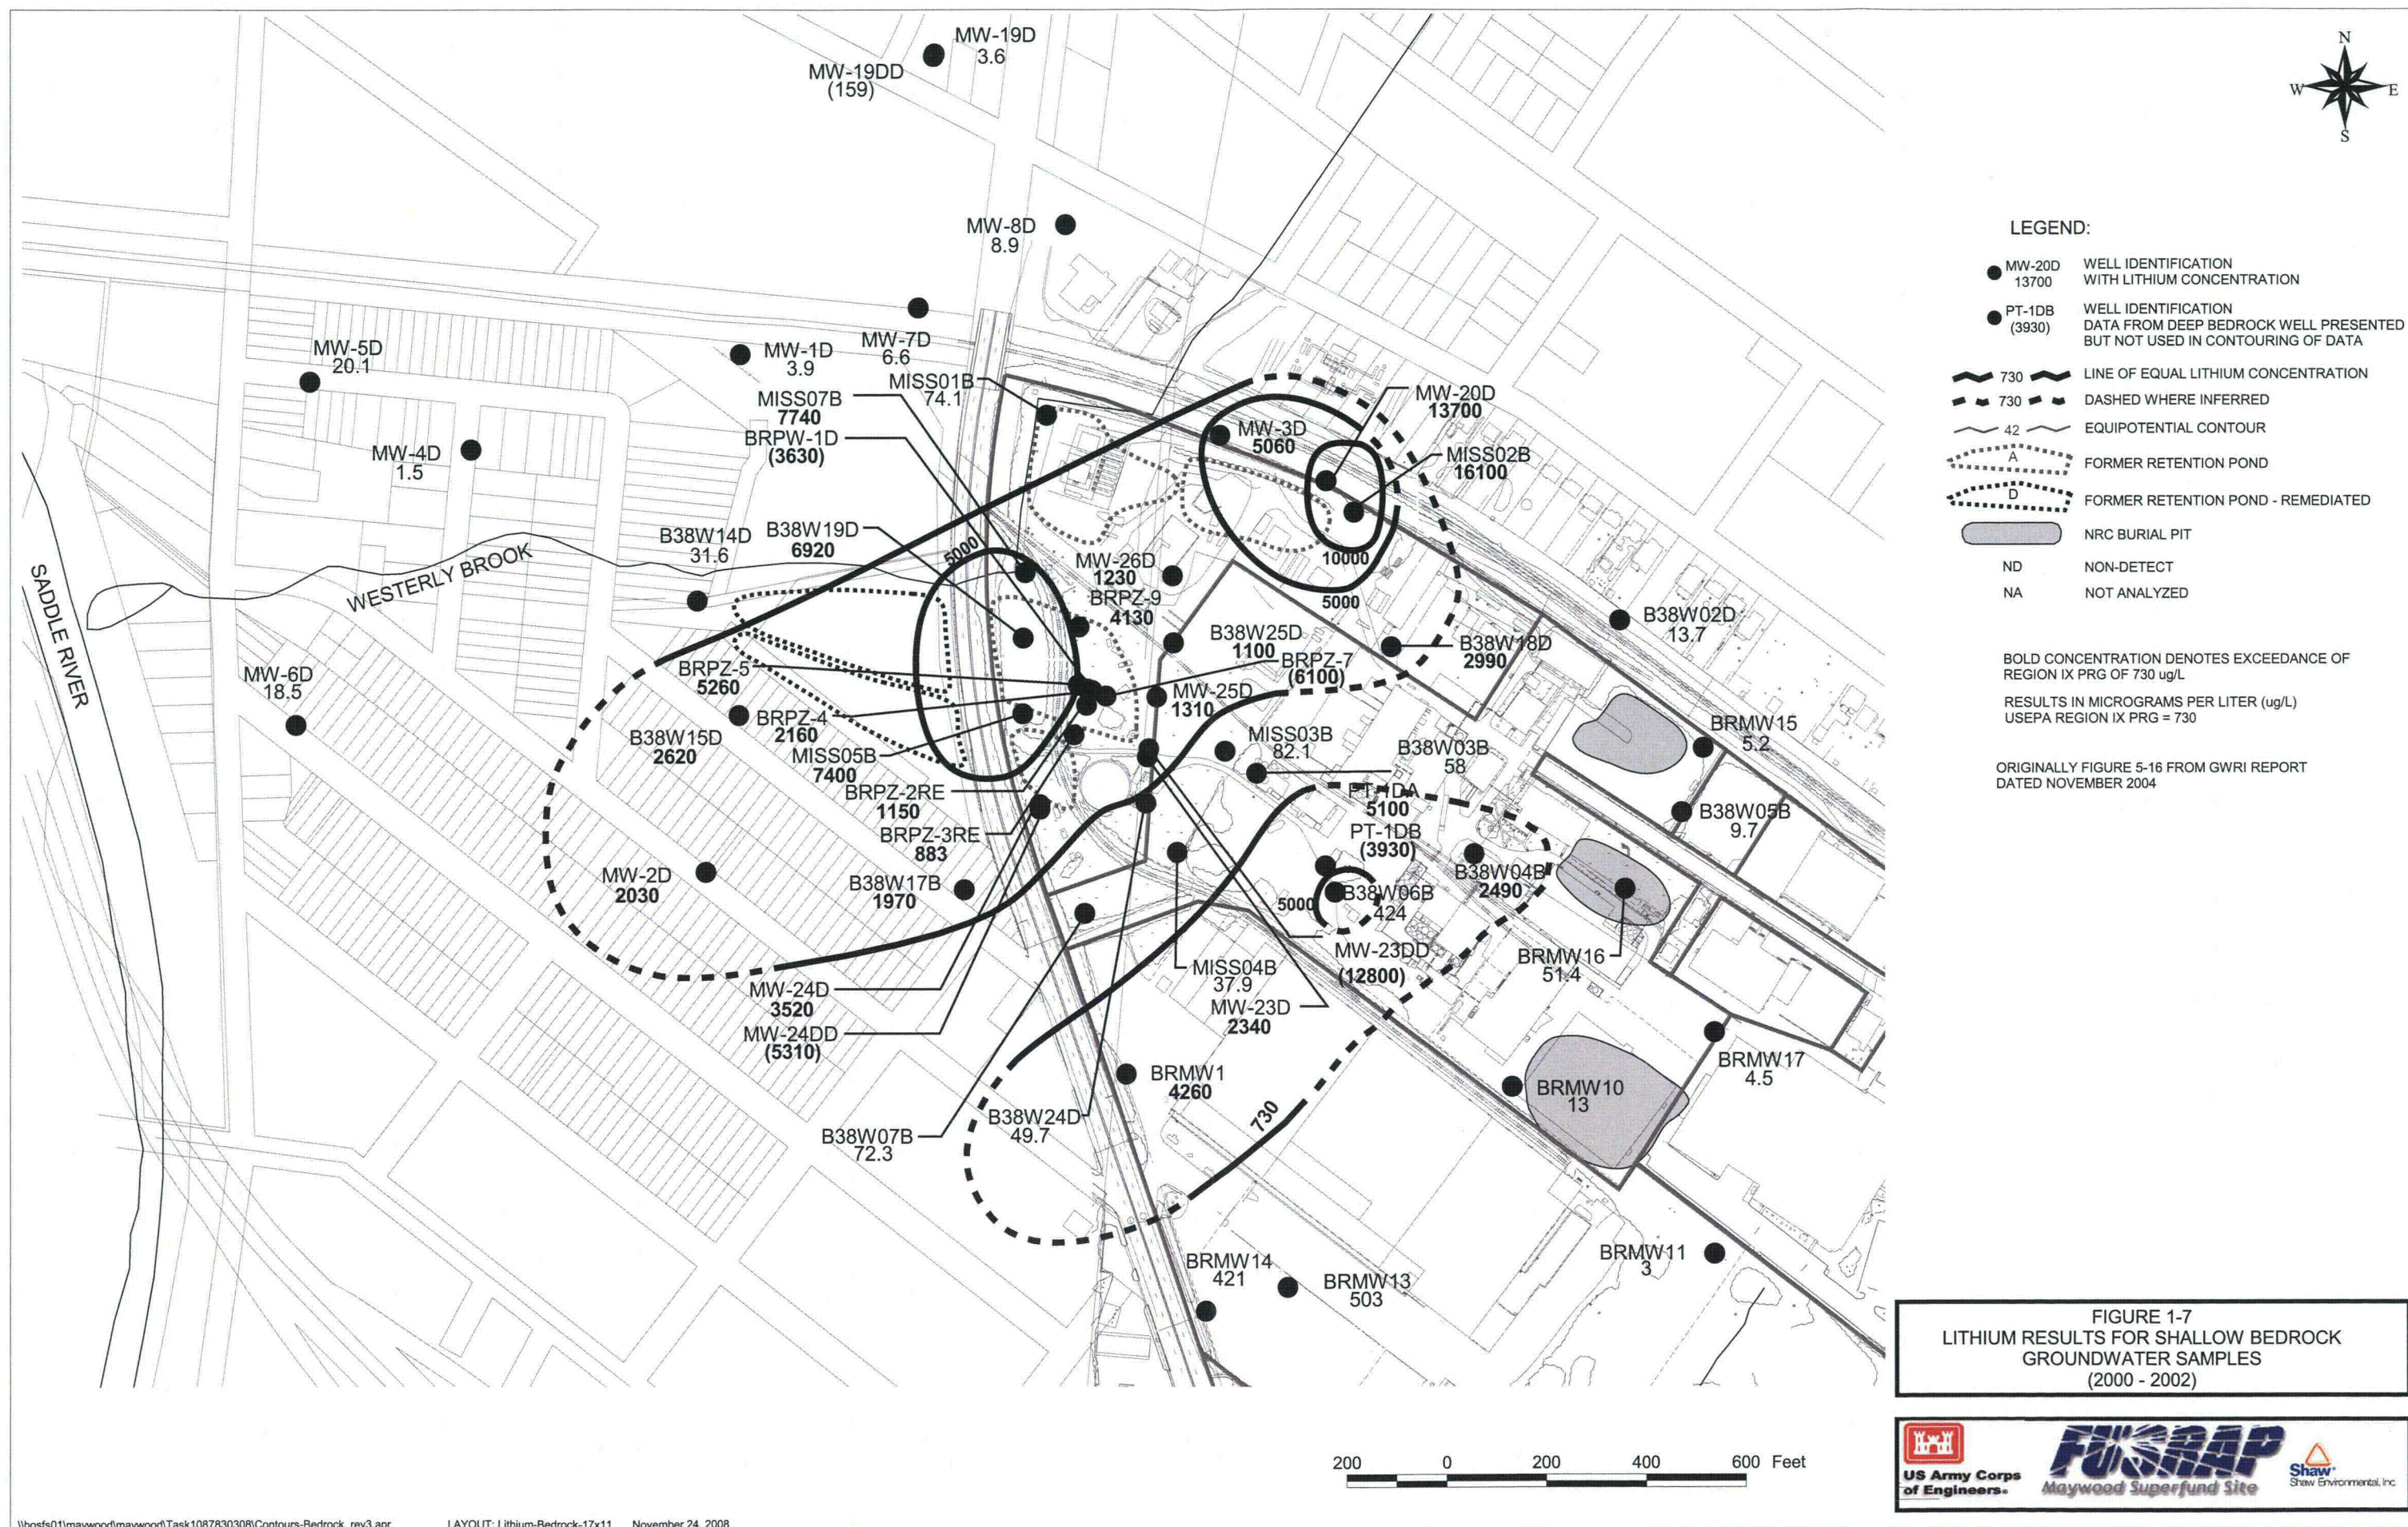 MW-19D
3.6
MW-19DD
(159)
N
W
E
S
MW-8D
8.9
MW-7D
6.6
MW-5D
20.1
MW-1D
3.9
MISS01B
74.1
MISS07B
7740
BRPW-1D
(3630)
MW-4D
1.5
MW-20D
13700
MW-3D
5060
MISS02B
16100
10000
5000
B38W14D
31.6
B38W19D
6920
5000
WESTERLY BROOK
SADDLE RIVER
MW-26D
1230
BRPZ-9
4130
B38W25D
1100
BRPZ-7
(6100)
B38W18D
2990
B38W02D
13.7
MW-6D
18.5
BRPZ-5
5260
B38W15D
2620
BRPZ-4
2160
MISS05B
7400
MW-25D
1310
MISS03B
82.1
B38W03B
58
BRMW15
5.2
BRPZ-2RE
1150
BRPZ-3RE
883
PT-1DA
5100
PT-1DB
(3930)
B38W05B
9.7
MW-2D
2030
B38W17B
1970
B38W04B
2490
5000
B38W06B
424
MW-23DD
(12800)
BRMW16
51.4
MISS04B
37.9
MW-23D
2340
MW-24D
3520
MW-24DD
(5310)
BRMW17
4.5
BRMW1
4260
BRMW10
13
B38W24D
49.7
730
B38W07B
72.3
BRMW14
421
BRMW13
503
BRMW11
3
LEGEND:
MW-20D
13700
WELL IDENTIFICATION
WITH LITHIUM CONCENTRATION
PT-1DB
(3930)
WELL IDENTIFICATION
DATA FROM DEEP BEDROCK WELL PRESENTED
BUT NOT USED IN CONTOURING OF DATA
730 LINE OF EQUAL LITHIUM CONCENTRATION
730 DASHED WHERE INFERRED
42 EQUIPOTENTIAL CONTOUR
A FORMER RETENTION POND
D FORMER RETENTION POND - REMEDIATED
NRC BURIAL PIT
ND NON-DETECT
NA NOT ANALYZED
BOLD CONCENTRATION DENOTES EXCEEDANCE OF
REGION IX PRG OF 730 ug/L
RESULTS IN MICROGRAMS PER LITER (ug/L)
USEPA REGION IX PRG = 730
ORIGINALLY FIGURE 5-16 FROM GWRI REPORT
DATED NOVEMBER 2004
FIGURE 1-7
LITHIUM RESULTS FOR SHALLOW BEDROCK
GROUNDWATER SAMPLES
(2000 - 2002)
200 0 200 400 600 Feet
US Army Corps
of Engineers®
FUSRAP
Maywood Superfund Site
Shaw®
Shaw Environmental, Inc.
\\hosfs01\maywood\maywood\Task1087830308\Contours-Bedrock_rev3.apr
LAYOUT: Lithium-Bedrock-17x11 November 24, 2008